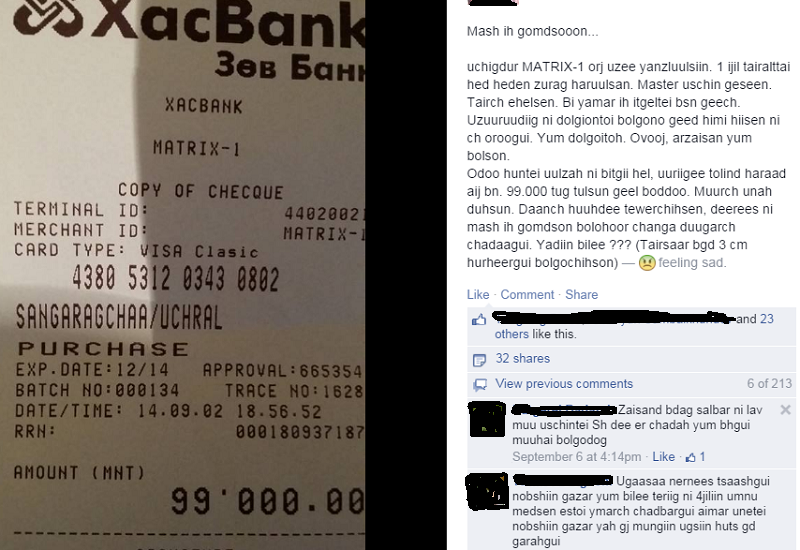 XacBank
Зөв Бан
XACBANK
MATRIX-1
COPY OF CHECQUE
TERMINAL ID: 44020021
MERCHANT ID: MATRIX-1
CARD TYPE: VISA Clasic
4380 5312 0343 0802
SANGARAGCHAA/UCHRAL
PURCHASE
EXP.DATE:12/14 APPROVAL:665354
BATCH NO:000134 TRACE NO:1628
DATE/TIME: 14.09.02 18.56.52
RRN: 000180937187
AMOUNT (MNT)
99'000.00
Mash ih gomdsooon...
uchigdur MATRIX-1 orj uzee yanzluulsiin. 1 ijil tairalttai
hed heden zurag haruulsan. Master uschin geseen.
Tairch ehelsen. Bi yamar ih itgeltei bsn geech.
Uzuuruudiig ni dolgiontoi bolgono geed himi hiisen ni
ch oroogui. Yum dolgoitoh. Ovooj, arzaisan yum
bolson.
Odoo huntei uulzah ni bitgii hel, uuriigee tolind haraad
aij bn. 99.000 tug tulsun geel boddoo. Muurch unah
duhsun. Daanch huuhdee tewerchihsen, deerees ni
mash ih gomdson bolohoor changa duugarch
chadaagui. Yadiin bilee ??? (Tairsaar bgd 3 cm
hurheergui bolgochihson) — feeling sad.
Like · Comment · Share
and 23
others like this.
32 shares
View previous comments 6 of 213
Zaisand bdag salbar ni lav
muu uschintei Sh dee er chadah yum bhgui
muuhai bolgodog
September 6 at 4:14pm · Like · 1
Ugaasaa nernees tsaashgui
nobshiin gazar yum bilee teriig ni 4jiliin umnu
medsen estoi ymarch chadbargui aimar unetei
nobshiin gazar yah gj mungiin ugsiin huts gd
garahgui